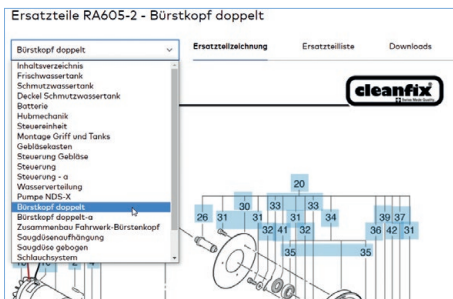 Ersatzteile RA605-2 - Bürstkopf doppelt
Bürstkopf doppelt
Ersatzteilzeichnung
Ersatzteilliste
Downloads
Inhaltsverzeichnis
Frischwassertank
Schmutzwassertank
Deckel Schmutzwassertank
Batterie
Hubmechanik
Steuereinheit
Montage Griff und Tanks
Gebläsekasten
Steuerung Gebläse
Steuerung
Steuerung - a
Wasserverteilung
Pumpe NDS-X
Bürstkopf doppelt
Bürstkopf doppelt-a
Zusammenbau Fahrwerk-Bürstenkopf
Saugdüsenaufhängung
Saugdüse gebogen
Schlauchsystem
cleanfix
Swiss Made Quality
20
30 33 33
26 31 31 31 34 39 37
32 41 32 36 42 31
35 35